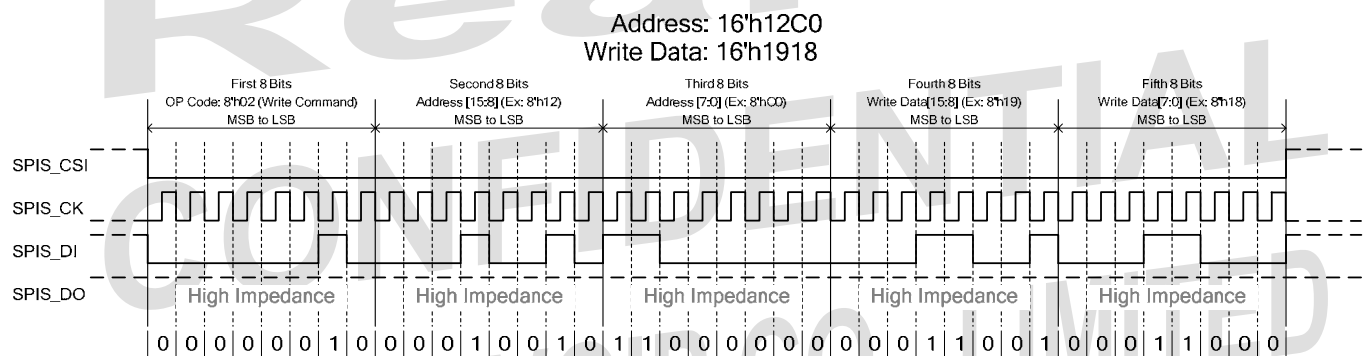 Address: 16'h12C0
Write Data: 16'h1918
First 8 Bits Second 8 Bits Third 8 Bits Fourth 8 Bits Fifth 8 Bits
OP Code: 8'h02 (Write Command) Address [15:8] (Ex: 8'h12) Address [7:0] (Ex: 8'hC0) Write Data[15:8] (Ex: 8'h19) Write Data[7:0] (Ex: 8'h18)
MSB to LSB MSB to LSB MSB to LSB MSB to LSB MSB to LSB
SPIS_CSI
SPIS_CK
SPIS_DI
SPIS_DO High Impedance High Impedance High Impedance High Impedance High Impedance
0 0 0 0 0 0 1 0 0 0 0 1 0 0 1 0 1 1 0 0 0 0 0 0 0 0 0 1 1 0 0 1 0 0 0 1 1 0 0 0
CONFIDENTIAL
LIMITED